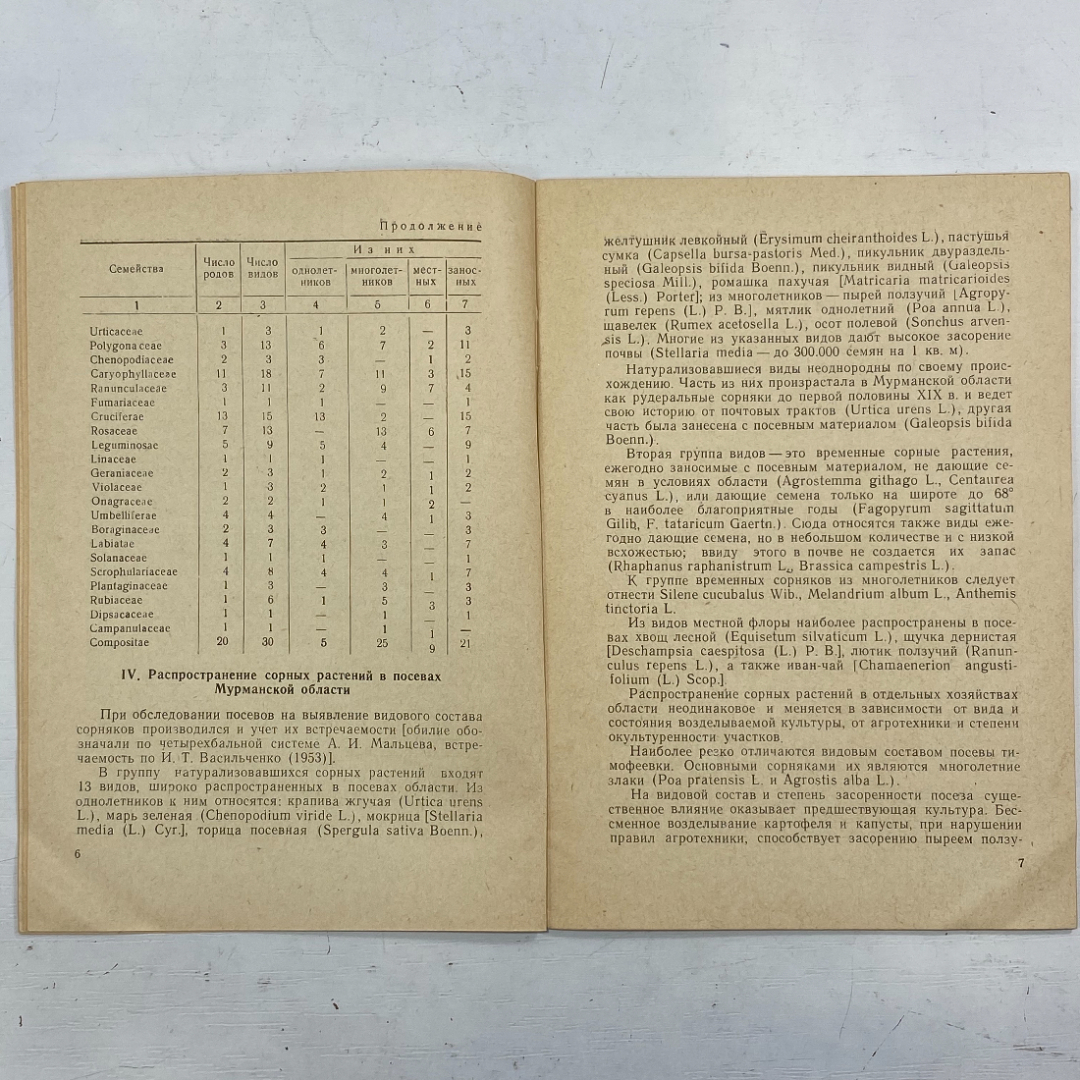 Продолжение
Семейства Число родов Число видов Из них
однолетников многолетников местных заносных
1 2 3 4 5 6 7
Urticaceae 1 3 1 2 — 3
Polygonaceae 3 13 6 7 2 11
Chenopodiaceae 2 3 3 — 1 2
Caryophyllaceae 11 18 7 11 3 15
Ranunculaceae 3 11 2 9 7 4
Fumariaceae 1 1 1 — — 1
Cruciferae 13 15 13 2 — 15
Rosaceae 7 13 — 13 6 7
Leguminosae 5 9 5 4 — 9
Linaceae 1 1 1 — — 1
Geraniaceae 2 3 1 2 1 2
Violaceae 1 3 2 1 1 2
Onagraceae 2 2 1 1 2 —
Umbelliferae 4 4 — 4 1 3
Boraginaceae 2 3 3 — — 3
Labiatae 4 7 4 3 — 7
Solanaceae 1 1 1 — — 1
Scrophulariaceae 4 8 4 4 1 7
Plantaginaceae 1 3 — 3 — 3
Rubiaceae 1 6 1 5 3 3
Dipsacaceae 1 1 — 1 — 1
Campanulaceae 1 1 — 1 1 —
Compositae 20 30 5 25 9 21
IV. Распространение сорных растений в посевах
Мурманской области
При обследовании посевов на выявление видового состава
сорняков производился и учет их встречаемости [обилие обо-
значали по четырехбальной системе А. И. Мальцева, встре-
чаемость по И. Т. Васильченко (1953)].
В группу натурализовавшихся сорных растений входят
13 видов, широко распространенных в посевах области. Из
однолетников к ним относятся: крапива жгучая (Urtica urens
L.), марь зеленая (Chenopodium viride L.), мокрица [Stellaria
media (L.) Cyr.], торица посевная (Spergula sativa Boenn.),
6
желтушник левкойный (Erysimum cheiranthoides L.), пастушья
сумка (Capsella bursa-pastoris Med.), пикульник двураздель-
ный (Galeopsis bifida Boenn.), пикульник видный (Galeopsis
speciosa Mill.), ромашка пахучая [Matricaria matricarioides
(Less.) Porter]; из многолетников — пырей ползучий [Agropy-
rum repens (L.) P. B.], мятлик однолетний (Poa annua L.),
щавелек (Rumex acetosella L.), осот полевой (Sonchus arven-
sis L.). Многие из указанных видов дают высокое засорение
почвы (Stellaria media — до 300.000 семян на 1 кв. м).
Натурализовавшиеся виды неоднородны по своему проис-
хождению. Часть из них произрастала в Мурманской области
как рудеральные сорняки до первой половины XIX в. и ведет
свою историю от почтовых трактов (Urtica urens L.), другая
часть была занесена с посевным материалом (Galeopsis bifida
Boenn.).
Вторая группа видов — это временные сорные растения,
ежегодно заносимые с посевным материалом, не дающие се-
мян в условиях области (Agrostemma githago L., Centaurea
cyanus L.), или дающие семена только на широте до 68°
в наиболее благоприятные годы (Fagopyrum sagittatum
Gilib, F. tataricum Gaertn.). Сюда относятся также виды еже-
годно дающие семена, но в небольшом количестве и с низкой
всхожестью; ввиду этого в почве не создается их запас
(Rhaphanus raphanistrum L., Brassica campestris L.).
К группе временных сорняков из многолетников следует
отнести Silene cucubalus Wib., Melandrium album L., Anthemis
tinctoria L.
Из видов местной флоры наиболее распространены в посе-
вах хвощ лесной (Equisetum silvaticum L.), щучка дернистая
[Deschampsia caespitosa (L.) P. B.], лютик ползучий (Ranun-
culus repens L.), а также иван-чай [Chamaenerion angusti-
folium (L.) Scop.].
Распространение сорных растений в отдельных хозяйствах
области неодинаковое и меняется в зависимости от вида и
состояния возделываемой культуры, от агротехники и степени
окультуренности участков.
Наиболее резко отличаются видовым составом посевы ти-
мофеевки. Основными сорняками их являются многолетние
злаки (Poa pratensis L. и Agrostis alba L.).
На видовой состав и степень засоренности посева суще-
ственное влияние оказывает предшествующая культура. Бес-
сменное возделывание картофеля и капусты, при нарушении
правил агротехники, способствует засорению пыреем ползу-
7